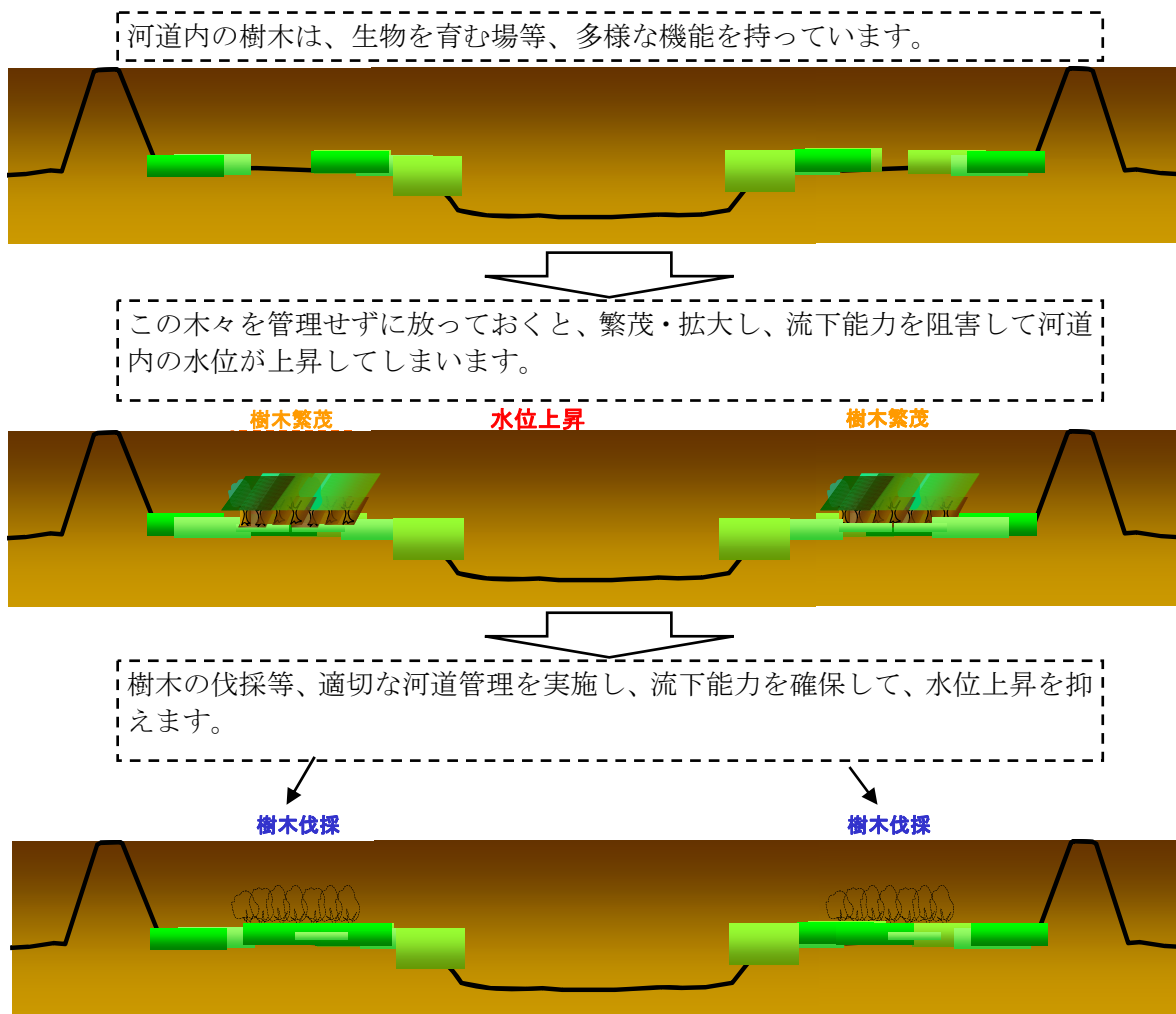 河道内の樹木は、生物を育む場等、多様な機能を持っています。
この木々を管理せずに放っておくと、繁茂・拡大し、流下能力を阻害して河道
内の水位が上昇してしまいます。
樹木繁茂
水位上昇
樹木繁茂
樹木の伐採等、適切な河道管理を実施し、流下能力を確保して、水位上昇を抑
えます。
樹木伐採
樹木伐採